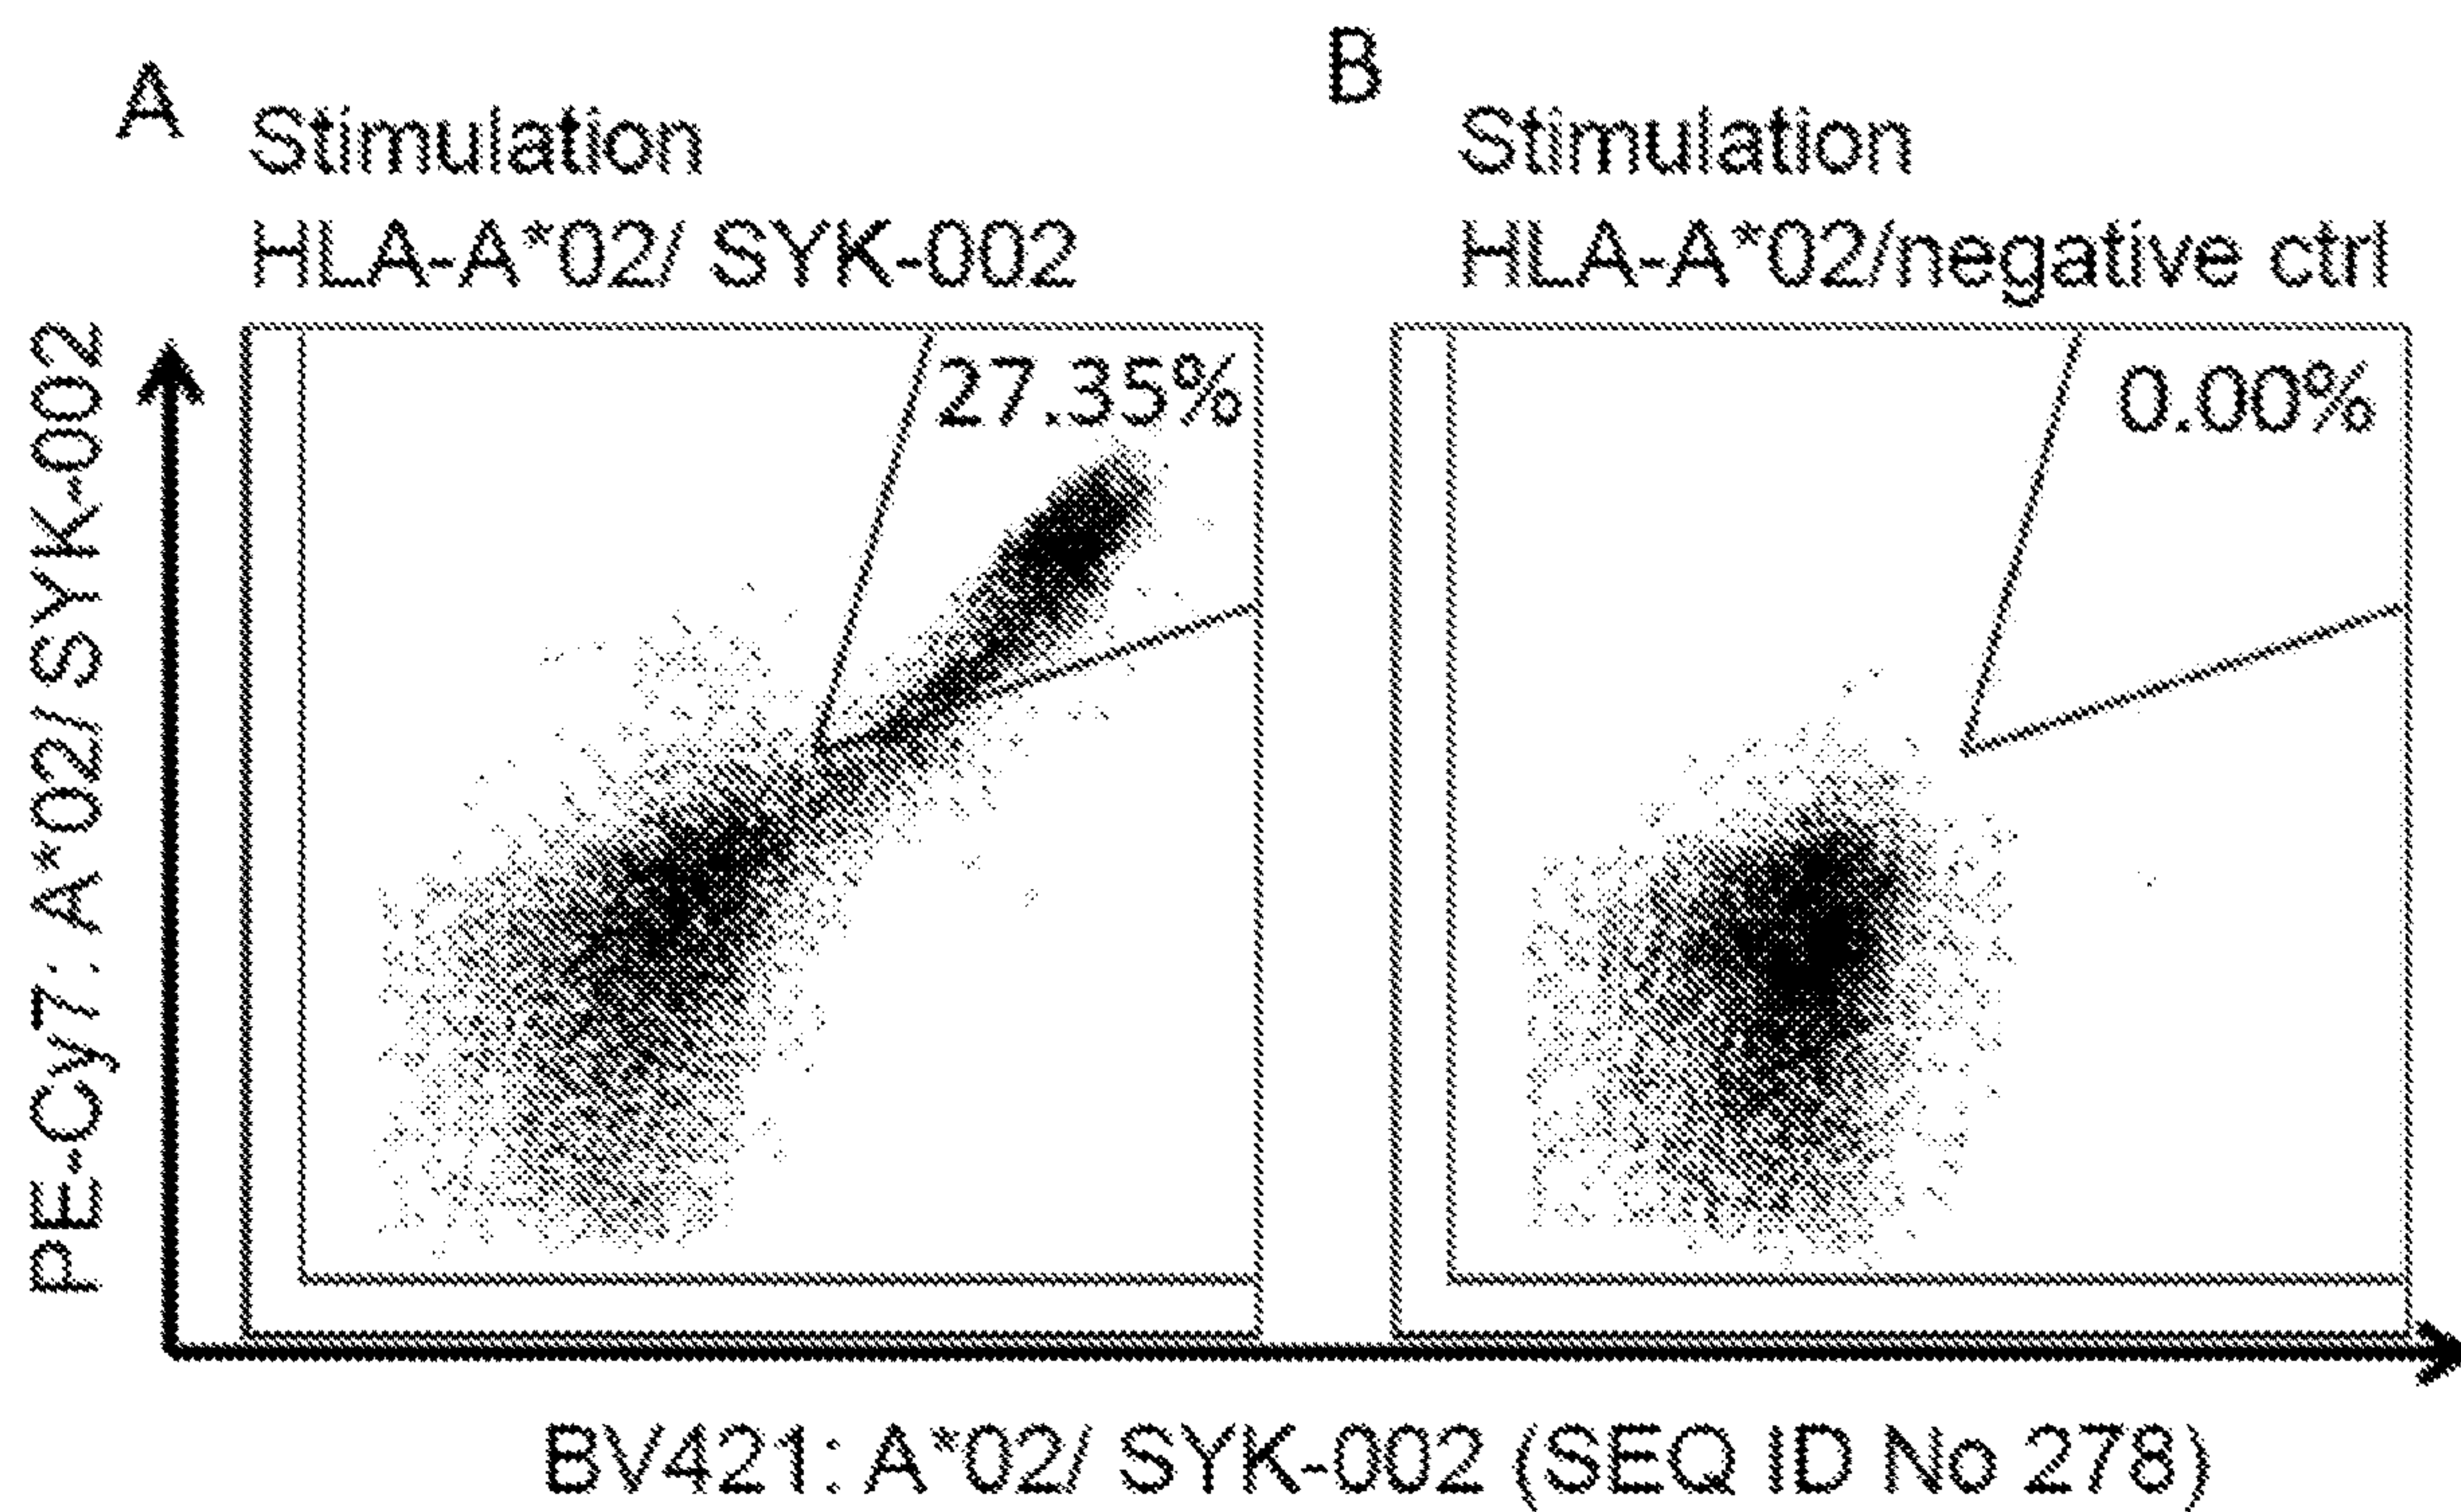 A
Stimulation
HLA-A*02/ SYK-002
B
Stimulation
HLA-A*02/negative ctrl
27.35%
0.00%
PE-Cy7: A*02/ SYK-002
BV421: A*02/ SYK-002 (SEQ ID No 278)